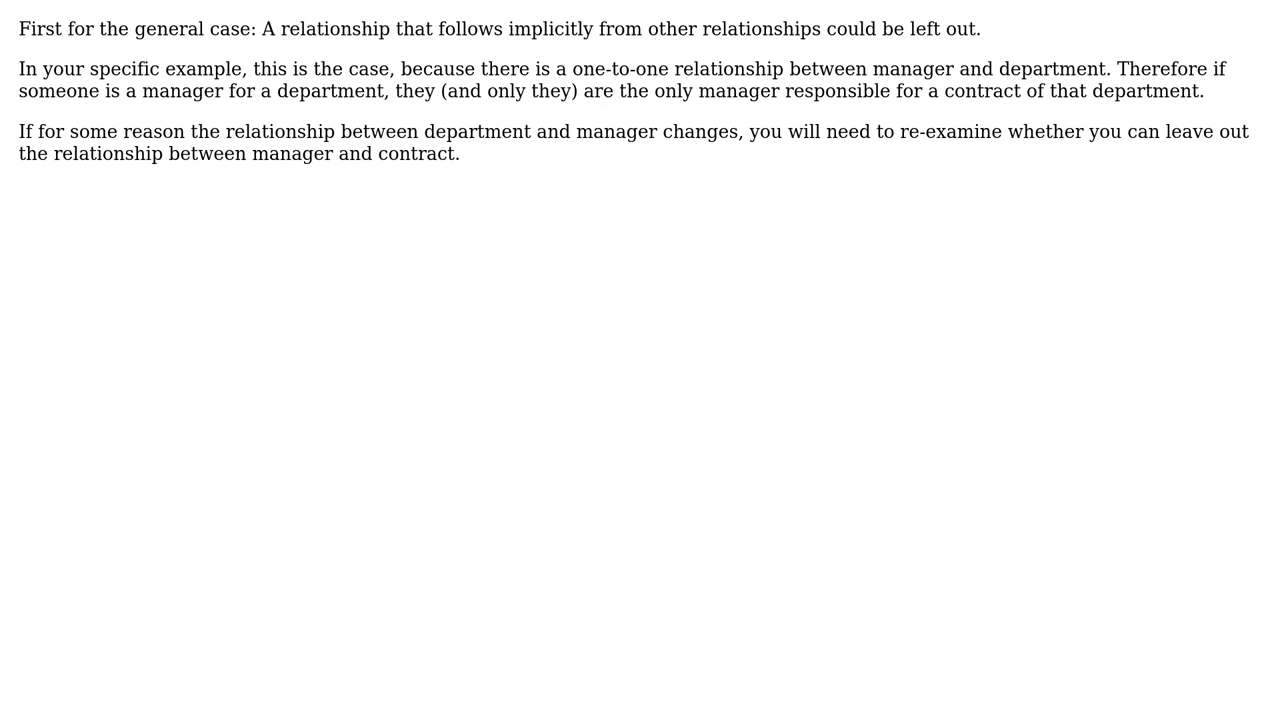 First for the general case: A relationship that follows implicitly from other relationships could be left out.
In your specific example, this is the case, because there is a one-to-one relationship between manager and department. Therefore if
someone is a manager for a department, they (and only they) are the only manager responsible for a contract of that department.
If for some reason the relationship between department and manager changes, you will need to re-examine whether you can leave out
the relationship between manager and contract.